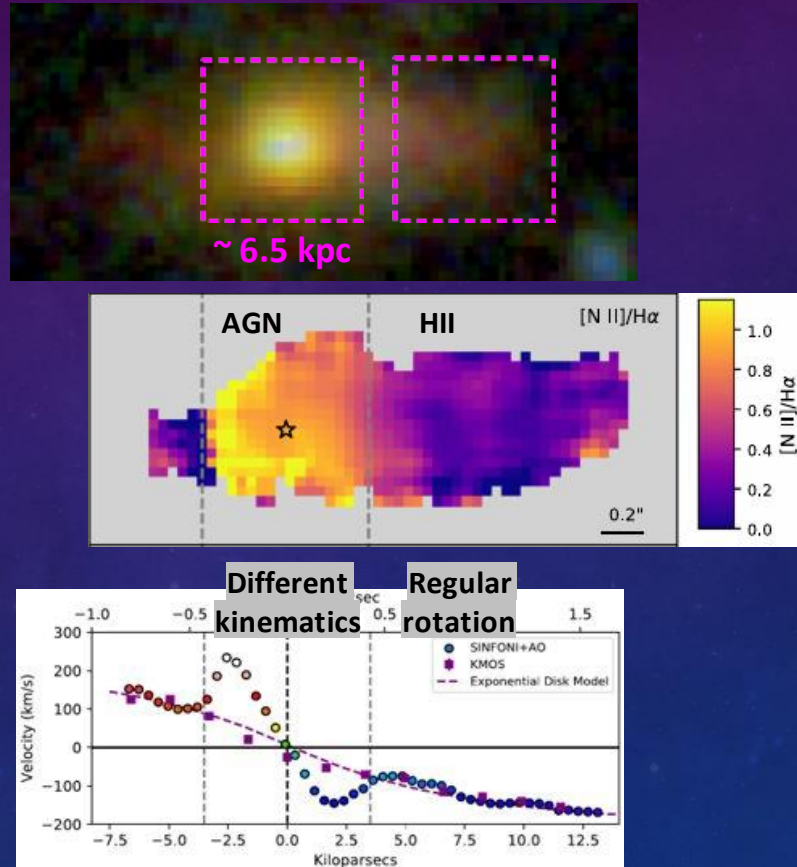 ~ 6.5 kpc
AGN
HII
[N II]/Hα
1.0
0.8
0.6
0.4
0.2
0.0
[N II]/Hα
0.2"
Different
kinematics
Regular
rotation
-1.0
-0.5
0.5
1.5
SINFONI+AO
KMOS
Exponential Disk Model
Velocity (km/s)
300
200
100
0
-100
-200
-7.5
-5.0
-2.5
0.0
2.5
5.0
7.5
10.0
12.5
Kiloparsecs